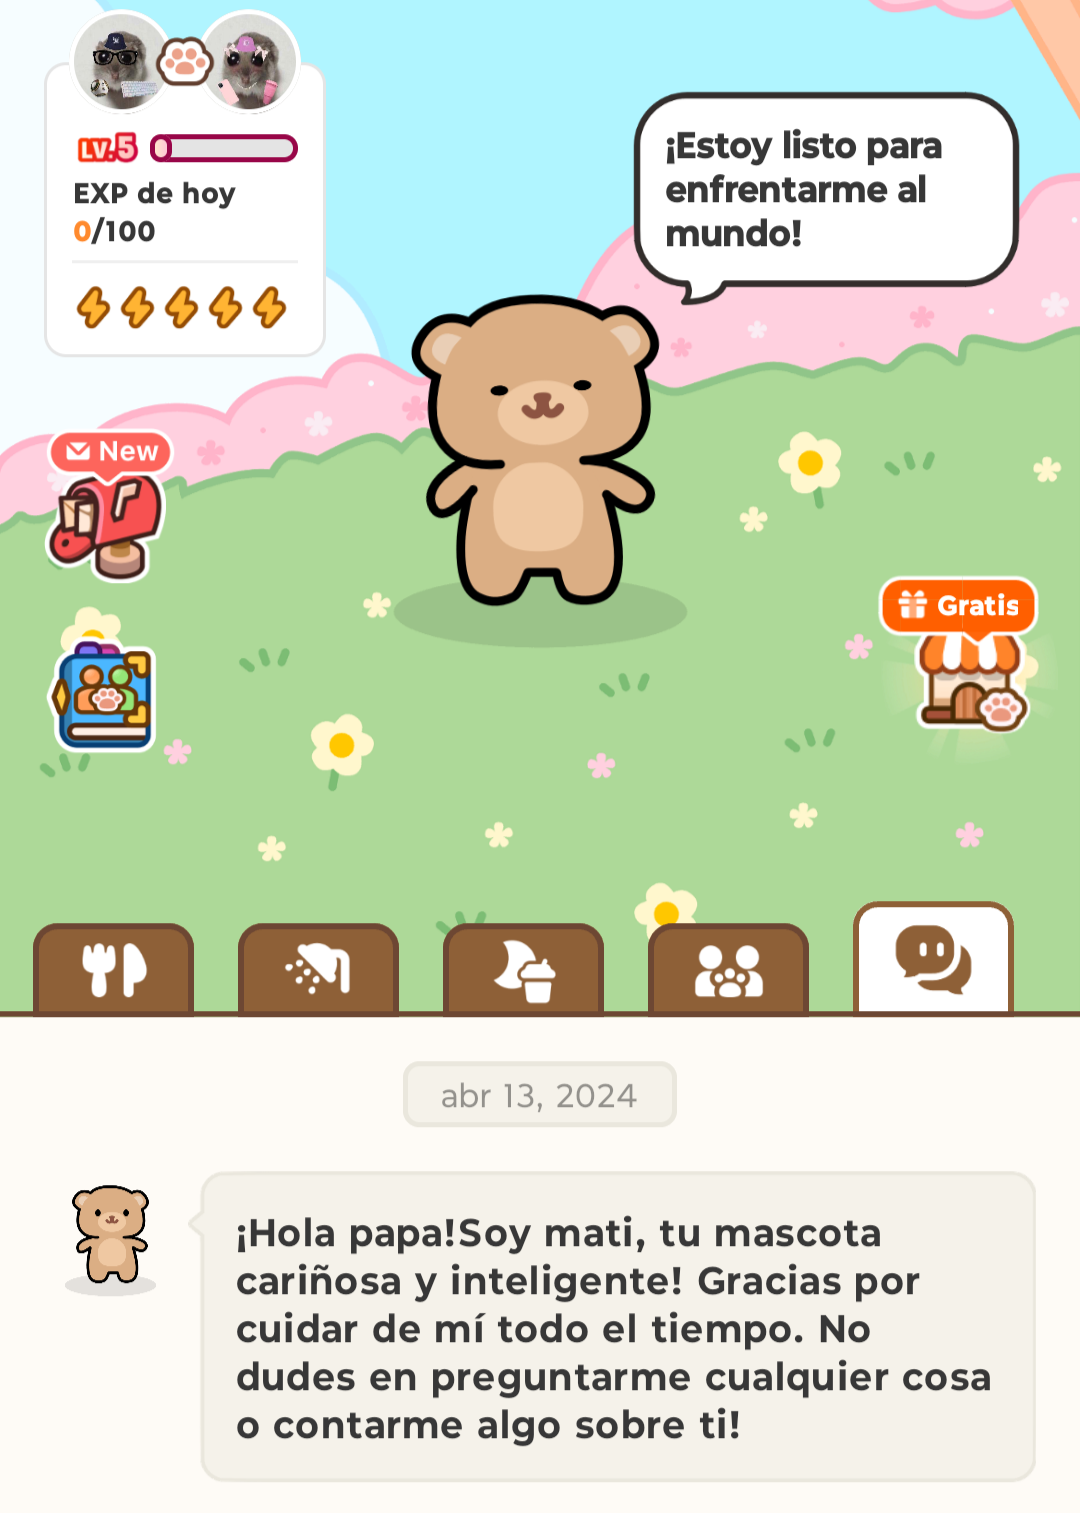 LV.5
EXP de hoy
0/100
¡Estoy listo para
enfrentarme al
mundo!
New
Gratis
abr 13, 2024
¡Hola papa!Soy mati, tu mascota
cariñosa y inteligente! Gracias por
cuidar de mí todo el tiempo. No
dudes en preguntarme cualquier cosa
o contarme algo sobre ti!